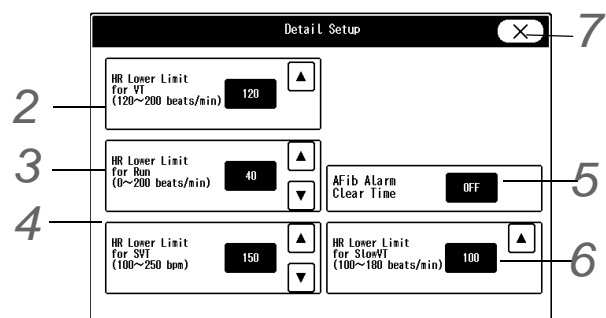 Detail Setup
7
HR Lower Limit
for VT
(120~200 beats/min)
120
2
HR Lower Limit
for Run
(0~200 beats/min)
40
3
AFib Alarm
Clear Time
OFF
5
4
HR Lower Limit
for SVT
(100~250 bpm)
150
HR Lower Limit
for SlowVT
(100~180 beats/min)
100
6